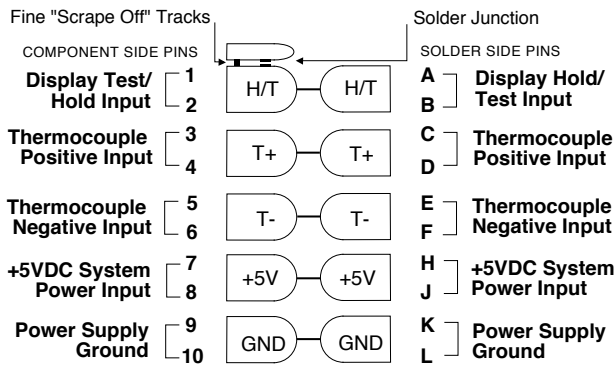 Fine "Scrape Off" Tracks
Solder Junction
COMPONENT SIDE PINS
SOLDER SIDE PINS
Display Test/
Hold Input
1
2
H/T
H/T
A
B
Display Hold/
Test Input
Thermocouple
Positive Input
3
4
T+
T+
C
D
Thermocouple
Positive Input
Thermocouple
Negative Input
5
6
T-
T-
E
F
Thermocouple
Negative Input
+5VDC System
Power Input
7
8
+5V
+5V
H
J
+5VDC System
Power Input
Power Supply
Ground
9
10
GND
GND
K
L
Power Supply
Ground